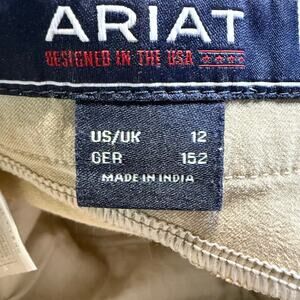 ARIAT
DESIGNED IN THE USA
US/UK 12
GER 152
MADE IN INDIA